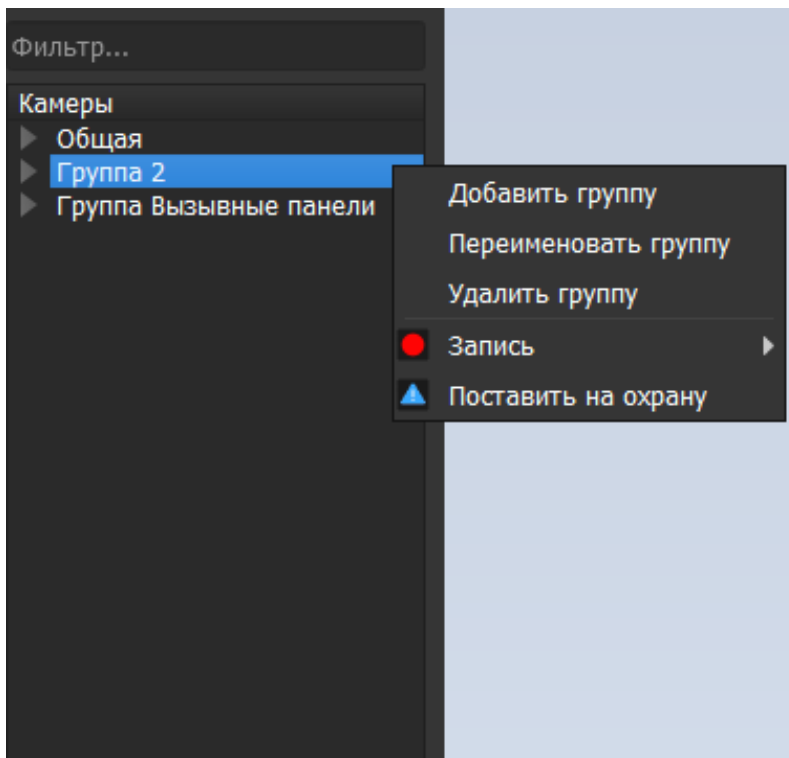 Фильтр...
Камеры
Общая
Группа 2
Группа Вызывные панели
Добавить группу
Переименовать группу
Удалить группу
Запись
Поставить на охрану